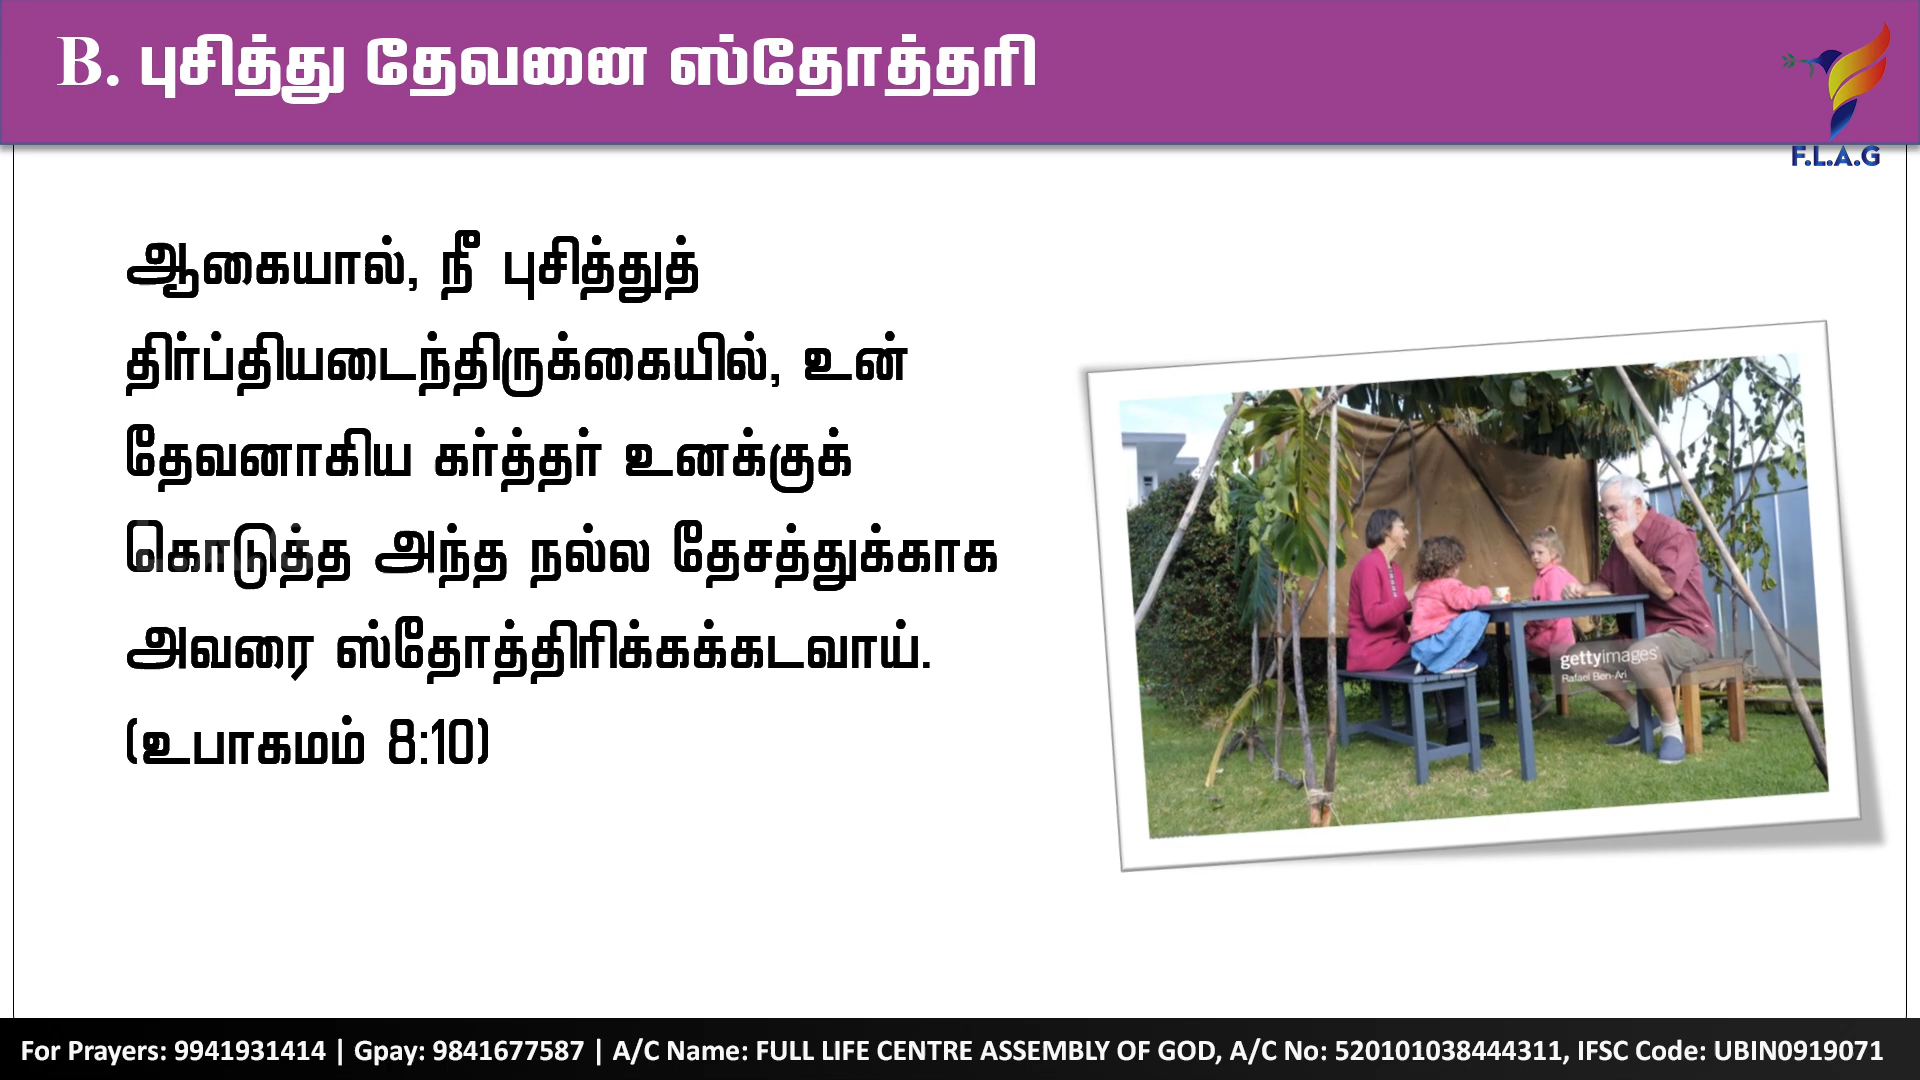 B. புசித்து தேவனை ஸ்தோத்தரி
F.L.A.G
ஆகையால், நீ புசித்துத்
திர்ப்தியடைந்திருக்கையில், உன்
தேவனாகிய கர்த்தர் உனக்குக்
கொடுத்த அந்த நல்ல தேசத்துக்காக
அவரை ஸ்தோத்திரிக்கக்கடவாய்.
(உபாகமம் 8:10)
gettyimages
Rafael Ben-Ari
For Prayers: 9941931414 | Gpay: 9841677587 | A/C Name: FULL LIFE CENTRE ASSEMBLY OF GOD, A/C No: 520101038444311, IFSC Code: UBIN0919071